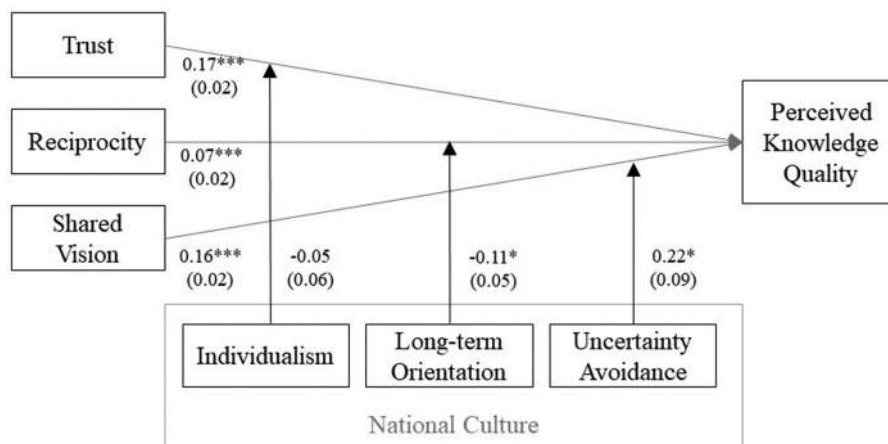 Trust
0.17***
(0.02)
Reciprocity
0.07***
(0.02)
Perceived
Knowledge
Quality
Shared
Vision
0.16***
(0.02)
-0.05
(0.06)
-0.11*
(0.05)
0.22*
(0.09)
Individualism
Long-term
Orientation
Uncertainty
Avoidance
National Culture